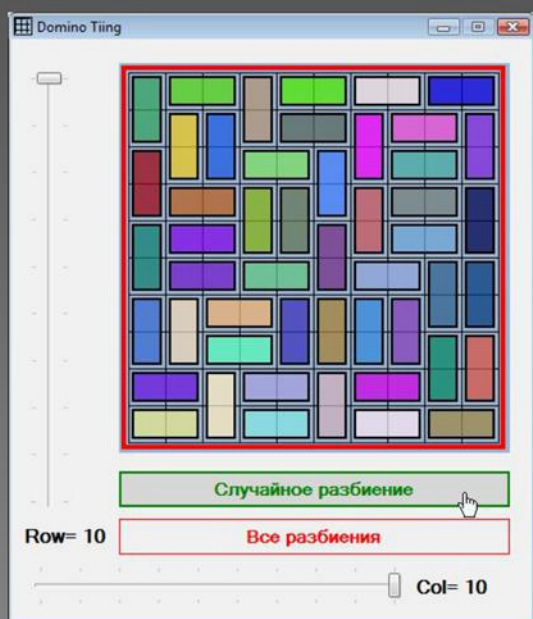 Domino Tiing
Случайное разбиение
Row= 10
Все разбиения
Col= 10